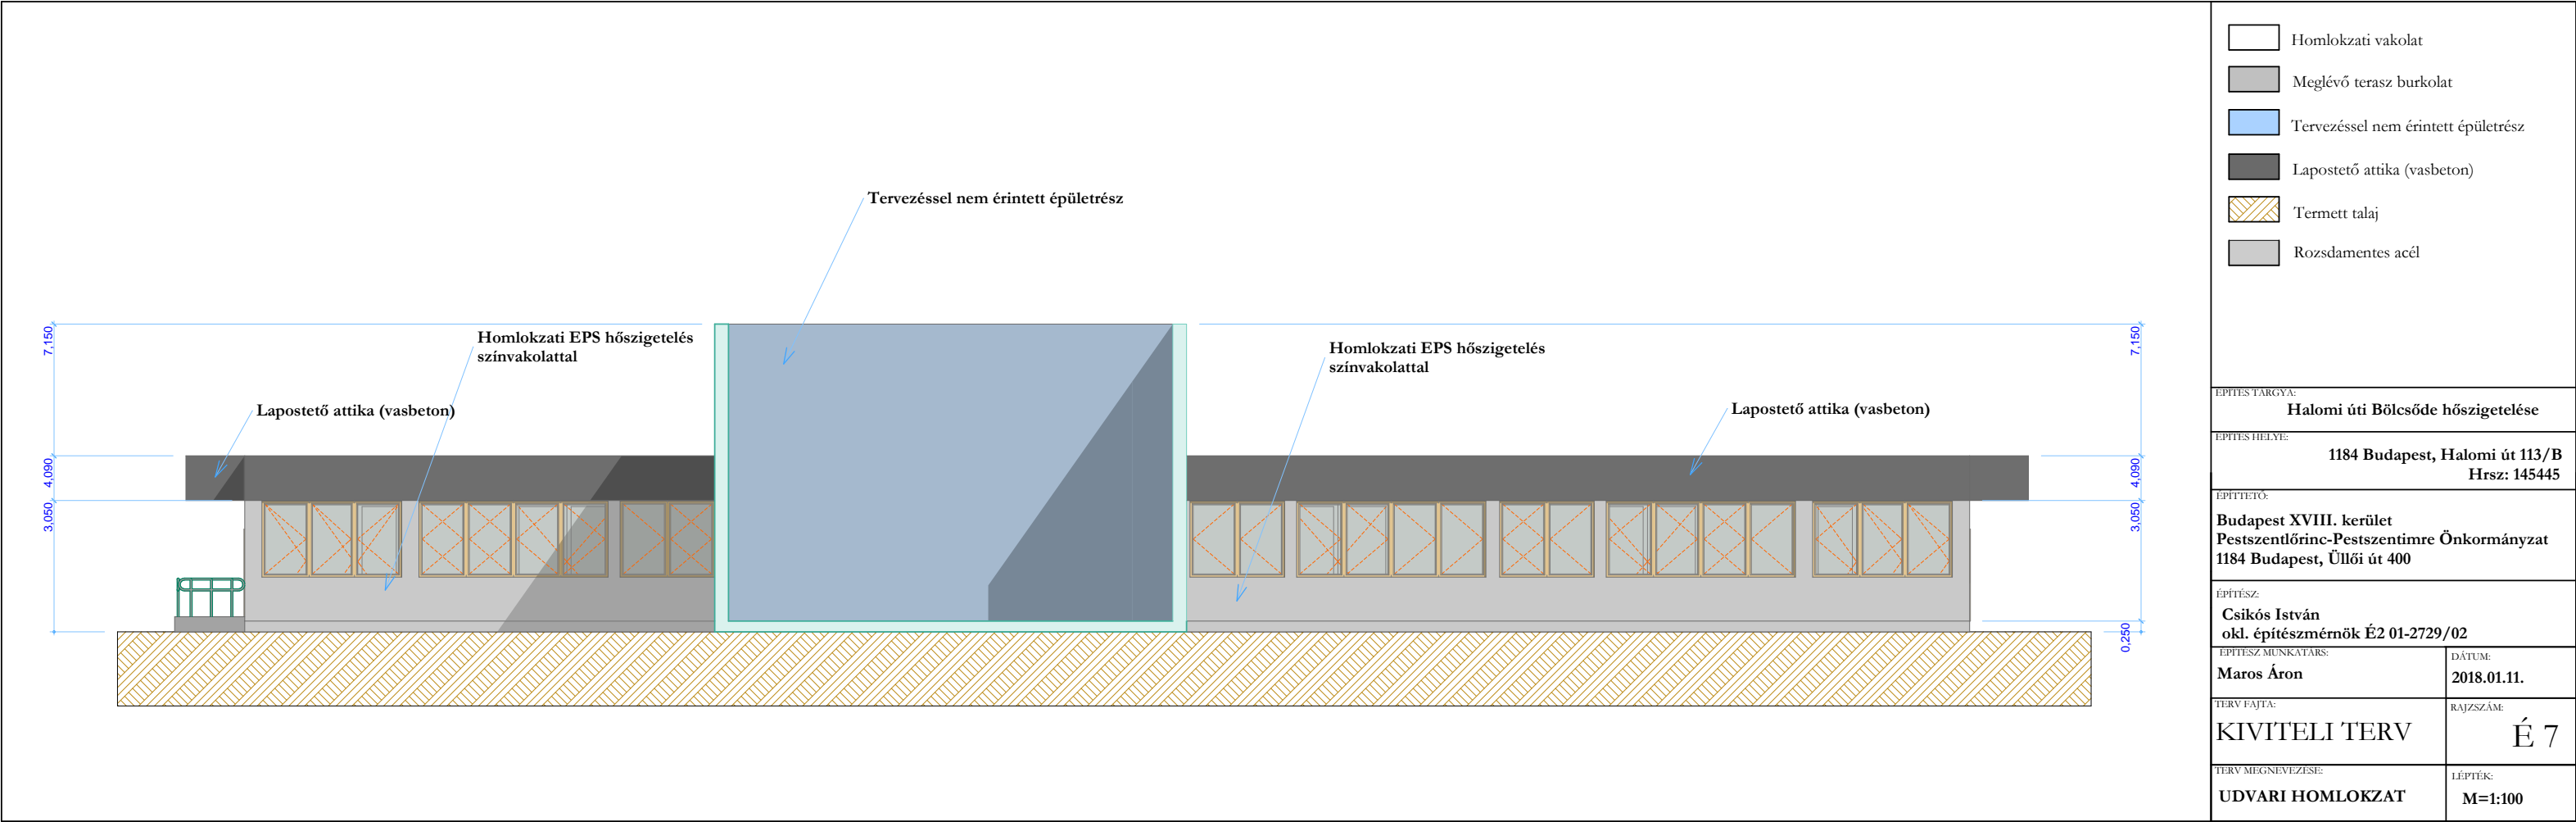 Tervezéssel nem érintett épületrész
Homlokzati EPS hőszigetelés
színvakolattal
Homlokzati EPS hőszigetelés
színvakolattal
Lapostető attika (vasbeton)
Lapostető attika (vasbeton)
7,150
4,090
3,050
7,150
4,090
3,050
0,250
Homlokzati vakolat
Meglévő terasz burkolat
Tervezéssel nem érintett épületrész
Lapostető attika (vasbeton)
Termett talaj
Rozsdamentes acél
ÉPÍTÉS TÁRGYA:
Halomi úti Bölcsőde hőszigetelése
ÉPÍTÉS HELYE:
1184 Budapest, Halomi út 113/B
Hrsz: 145445
ÉPÍTTETŐ:
Budapest XVIII. kerület
Pestszentlőrinc-Pestszentimre Önkormányzat
1184 Budapest, Üllői út 400
ÉPÍTÉSZ:
Csikós István
okl. építészmérnök É2 01-2729/02
ÉPÍTÉSZ MUNKATÁRS:
Maros Áron
DÁTUM:
2018.01.11.
TERV FAJTA:
KIVITELI TERV
RAJZSZÁM:
É 7
TERV MEGNEVEZÉSE:
UDVARI HOMLOKZAT
LÉPTÉK:
M=1:100